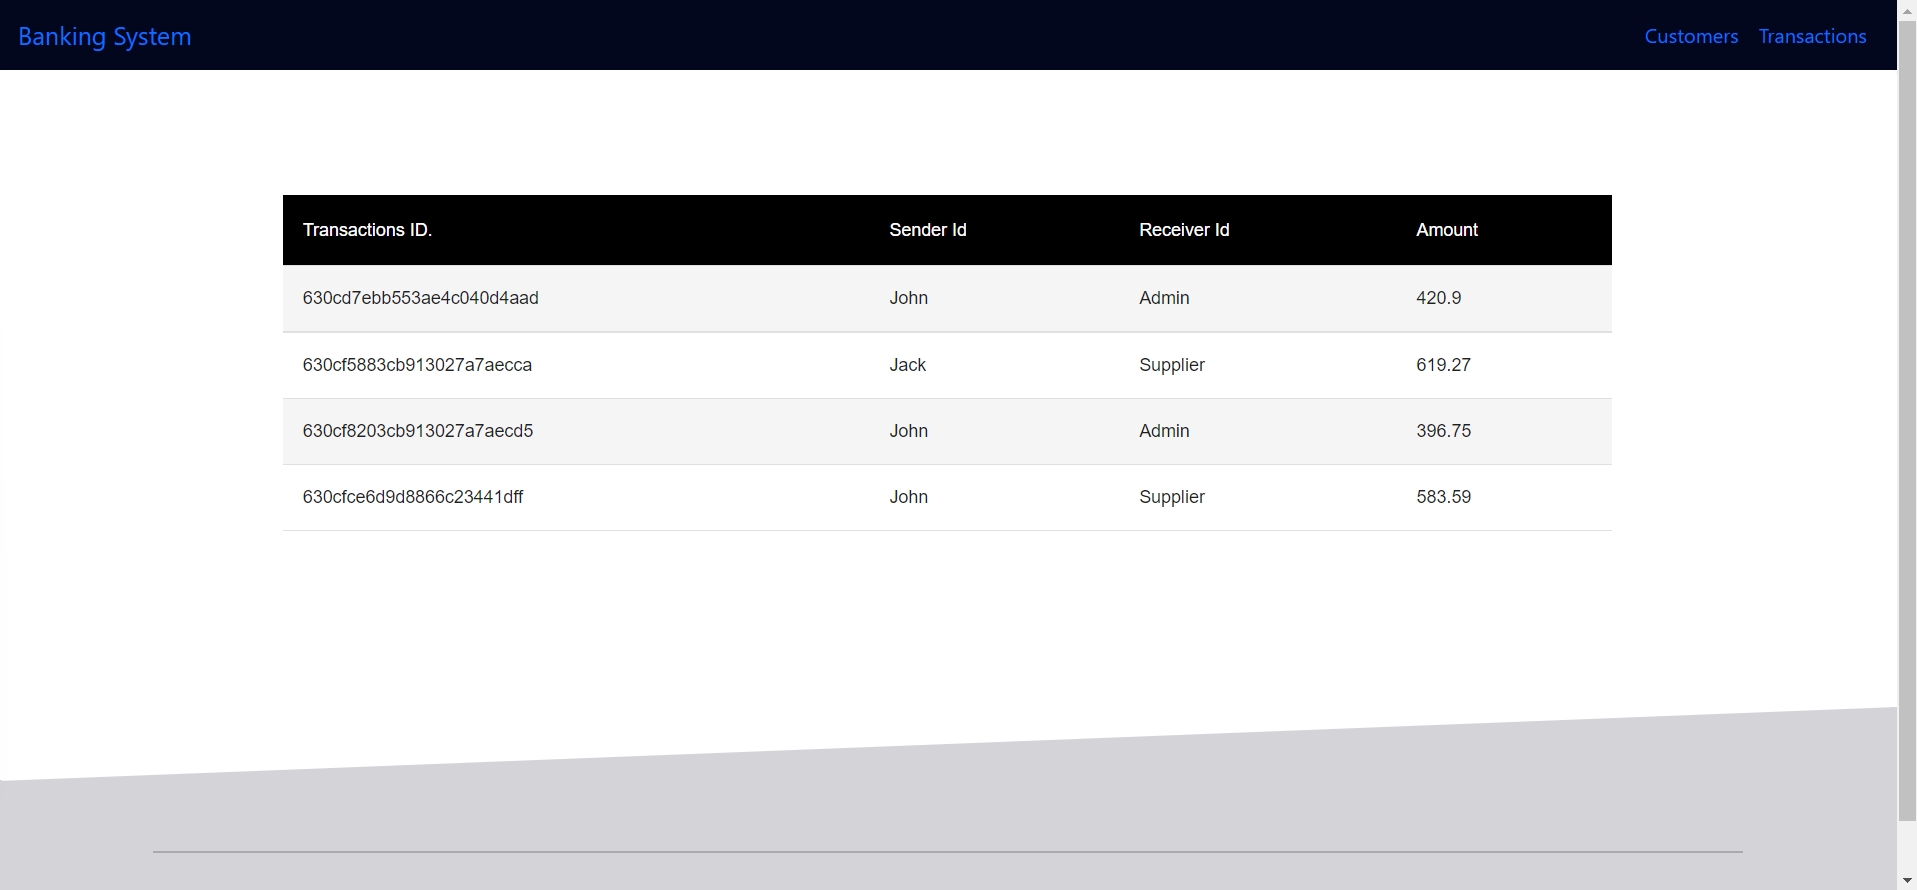 Banking System Customers Transactions
Transactions ID. Sender Id Receiver Id Amount
630cd7ebb553ae4c040d4aad John Admin 420.9
630cf5883cb913027a7aecca Jack Supplier 619.27
630cf8203cb913027a7aecd5 John Admin 396.75
630cfce6d9d8866c23441dff John Supplier 583.59